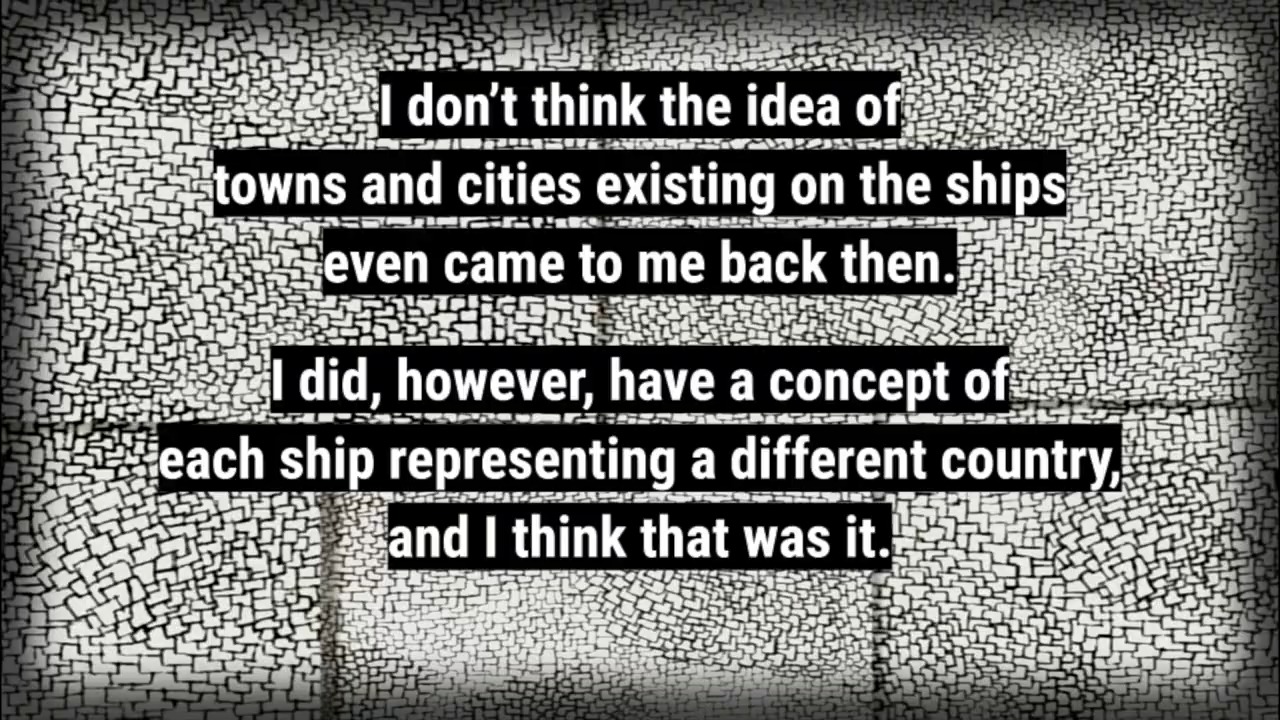 I don’t think the idea of
towns and cities existing on the ships
even came to me back then.
I did, however, have a concept of
each ship representing a different country,
and I think that was it.